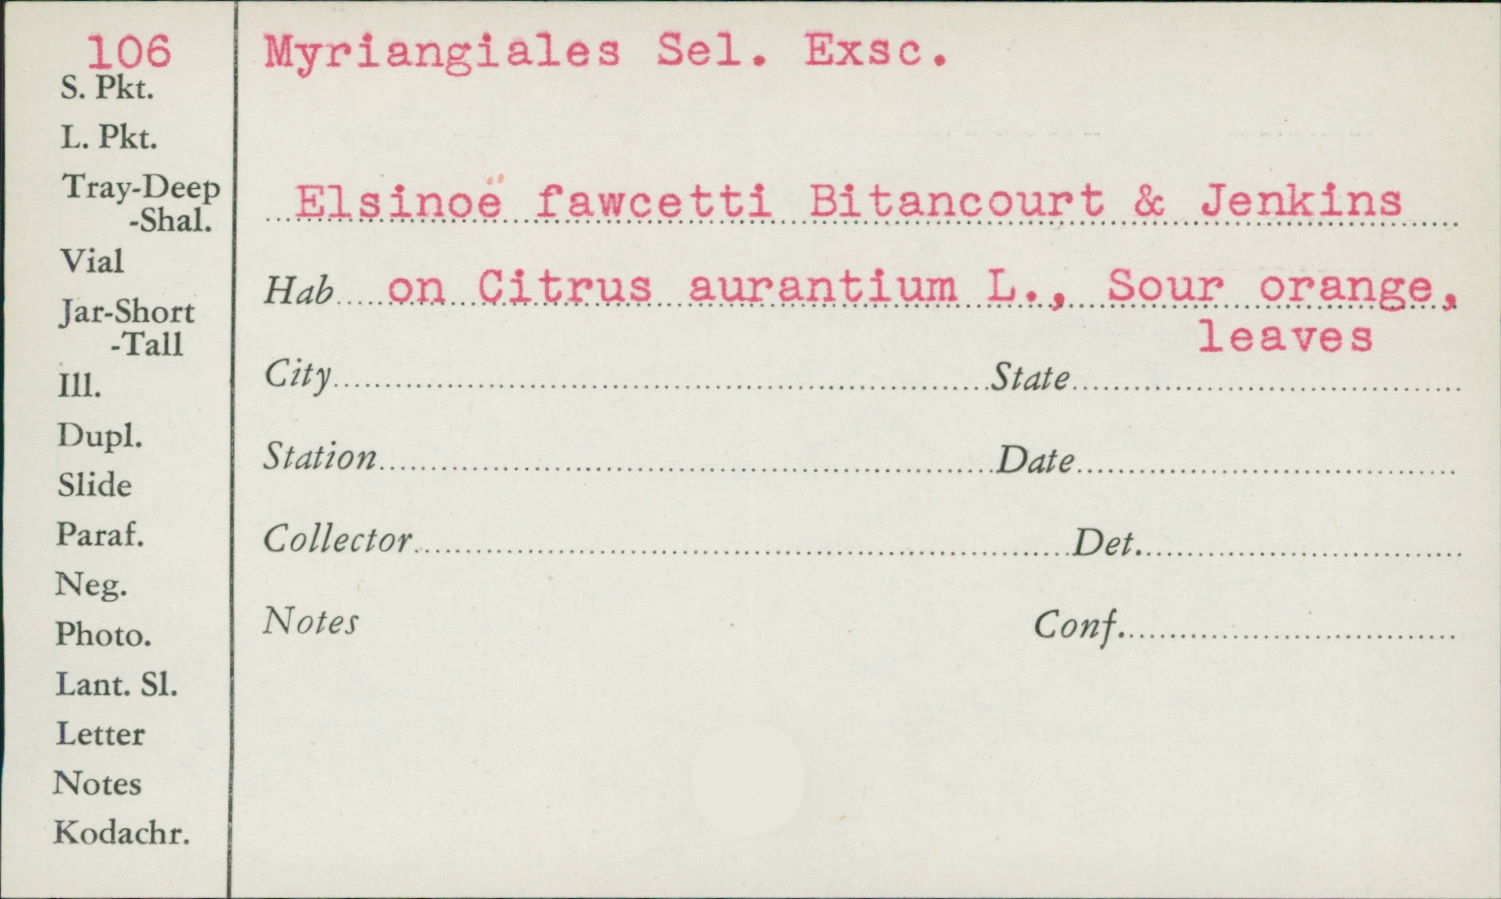 106
S. Pkt.
L. Pkt.
Tray-Deep
-Shal.
Vial
Jar-Short
-Tall
Ill.
Dupl.
Slide
Paraf.
Neg.
Photo.
Lant. Sl.
Letter
Notes
Kodachr.
Myriangiales Sel. Exsc.
Elsinoë fawcetti Bitancourt & Jenkins
Hab on Citrus aurantium L., Sour orange,
leaves
City State
Station Date
Collector Det.
Notes Conf.